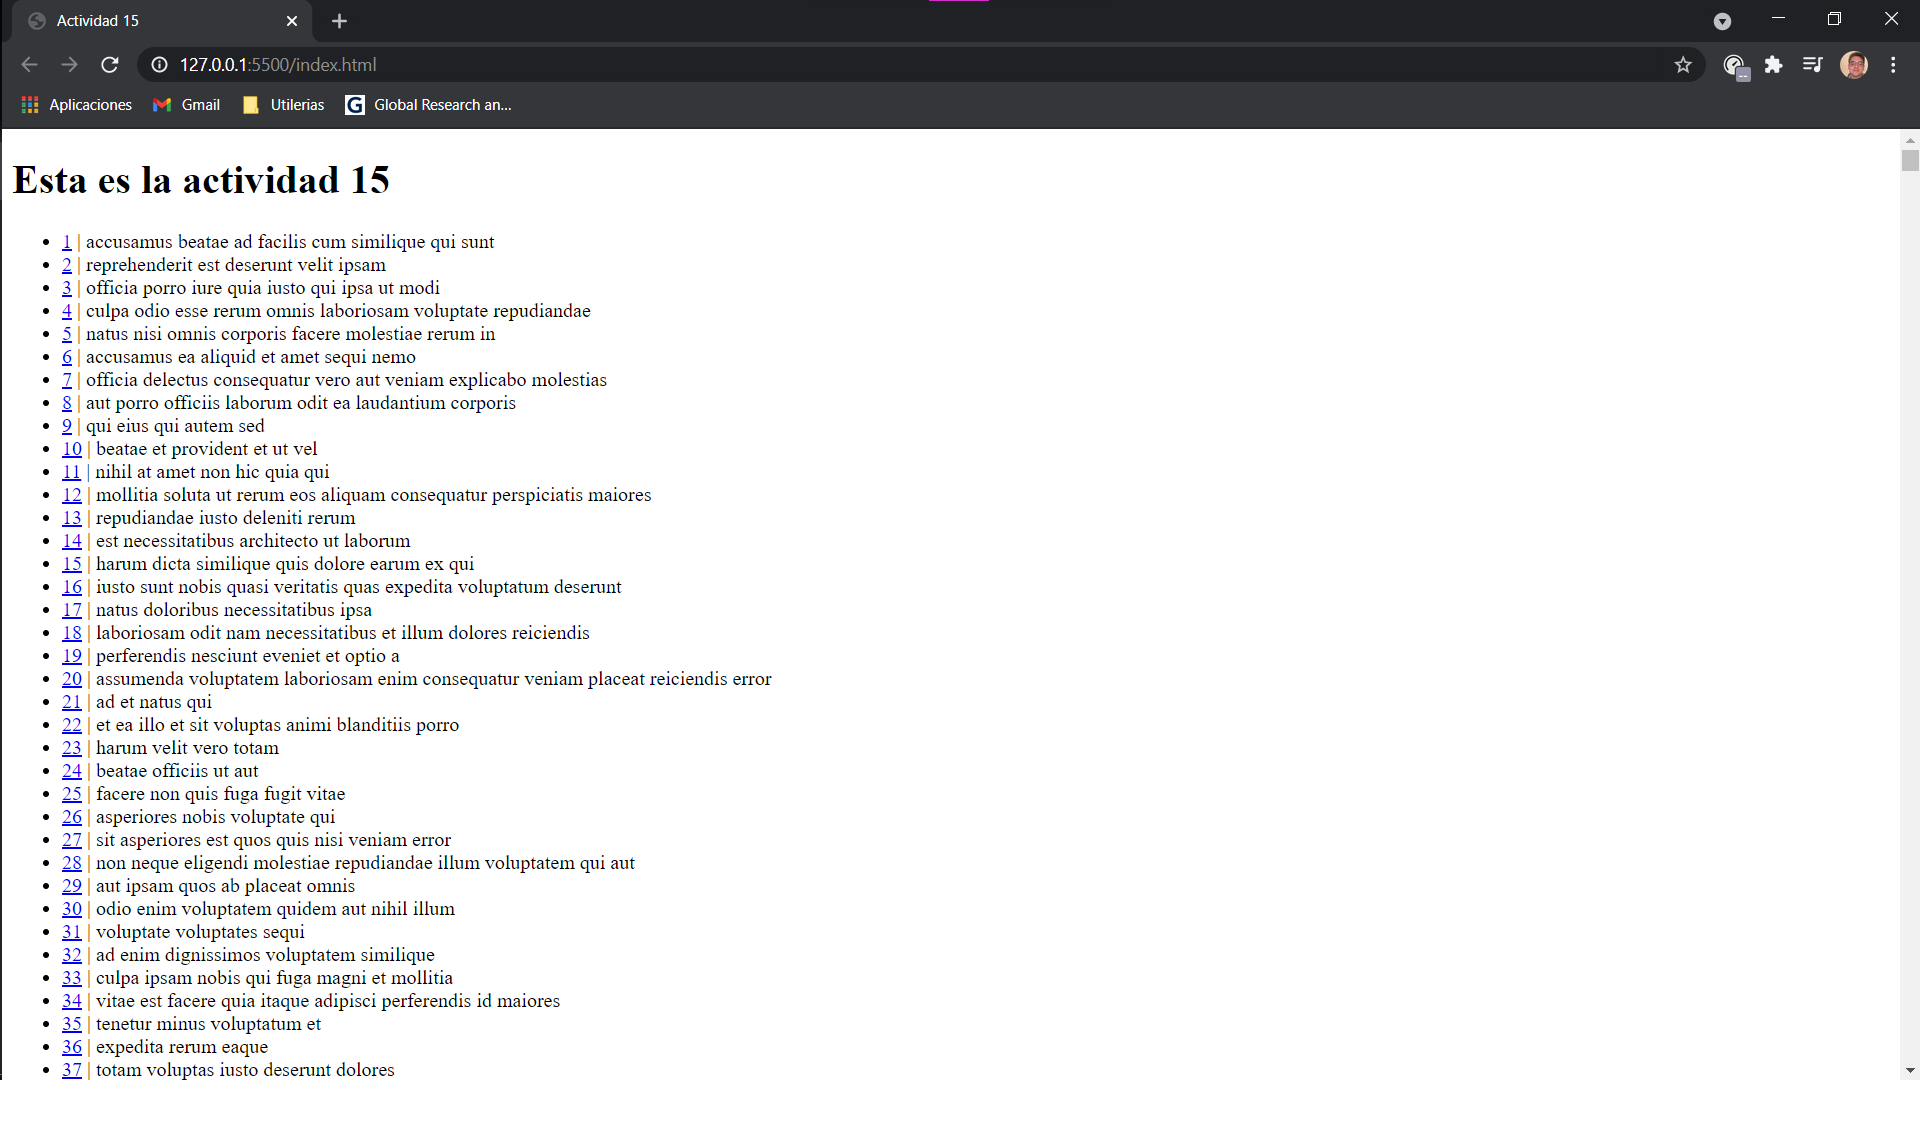 Actividad 15
127.0.0.1:5500/index.html
Aplicaciones Gmail Utilerias G Global Research an...
Esta es la actividad 15
1 | accusamus beatae ad facilis cum similique qui sunt
2 | reprehenderit est deserunt velit ipsam
3 | officia porro iure quia iusto qui ipsa ut modi
4 | culpa odio esse rerum omnis laboriosam voluptate repudiandae
5 | natus nisi omnis corporis facere molestiae rerum in
6 | accusamus ea aliquid et amet sequi nemo
7 | officia delectus consequatur vero aut veniam explicabo molestias
8 | aut porro officiis laborum odit ea laudantium corporis
9 | qui eius qui autem sed
10 | beatae et provident et ut vel
11 | nihil at amet non hic quia qui
12 | mollitia soluta ut rerum eos aliquam consequatur perspiciatis maiores
13 | repudiandae iusto deleniti rerum
14 | est necessitatibus architecto ut laborum
15 | harum dicta similique quis dolore earum ex qui
16 | iusto sunt nobis quasi veritatis quas expedita voluptatum deserunt
17 | natus doloribus necessitatibus ipsa
18 | laboriosam odit nam necessitatibus et illum dolores reiciendis
19 | perferendis nesciunt eveniet et optio a
20 | assumenda voluptatem laboriosam enim consequatur veniam placeat reiciendis error
21 | ad et natus qui
22 | et ea illo et sit voluptas animi blanditiis porro
23 | harum velit vero totam
24 | beatae officiis ut aut
25 | facere non quis fuga fugit vitae
26 | asperiores nobis voluptate qui
27 | sit asperiores est quos quis nisi veniam error
28 | non neque eligendi molestiae repudiandae illum voluptatem qui aut
29 | aut ipsam quos ab placeat omnis
30 | odio enim voluptatem quidem aut nihil illum
31 | voluptate voluptates sequi
32 | ad enim dignissimos voluptatem similique
33 | culpa ipsam nobis qui fuga magni et mollitia
34 | vitae est facere quia itaque adipisci perferendis id maiores
35 | tenetur minus voluptatum et
36 | expedita rerum eaque
37 | totam voluptas iusto deserunt dolores